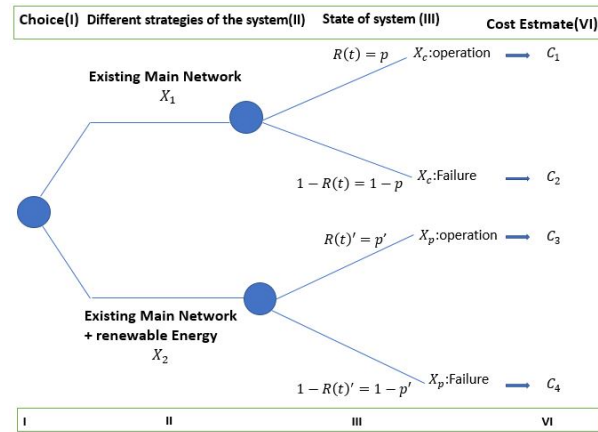 Choice(I) Different strategies of the system(II) State of system (III) Cost Estmate(VI)
R(t) = p X_c:operation C_1
Existing Main Network
X_1
1 − R(t) = 1 − p X_c:Failure C_2
R(t)′ = p′ X_p:operation C_3
Existing Main Network
+ renewable Energy
X_2
1 − R(t)′ = 1 − p′ X_p:Failure C_4
I II III VI